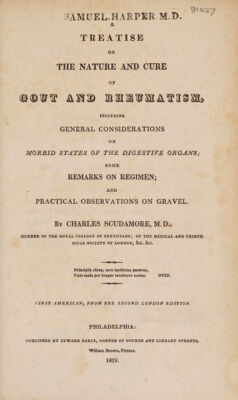 SAMUEL HARPER M.D.
91027
A
TREATISE
ON
THE NATURE AND CURE
OF
GOUT AND RHEUMATISM,
INCLUDING
GENERAL CONSIDERATIONS
ON
MORBID STATES OF THE DIGESTIVE ORGANS;
SOME
REMARKS ON REGIMEN;
AND
PRACTICAL OBSERVATIONS ON GRAVEL.
BY CHARLES SCUDAMORE, M.D.,
MEMBER OF THE ROYAL COLLEGE OF PHYSICIANS; OF THE MEDICAL AND CHIRUR-
GICAL SOCIETY OF LONDON, &c. &c.
Principiis obsta; sero medicina paratur,
Cum mala per longas invaluere moras. OVID.
FIRST AMERICAN, FROM THE SECOND LONDON EDITION.
PHILADELPHIA:
PUBLISHED BY EDWARD EARLE, CORNER OF FOURTH AND LIBRARY STREETS,
William Brown, Printer.
1819.